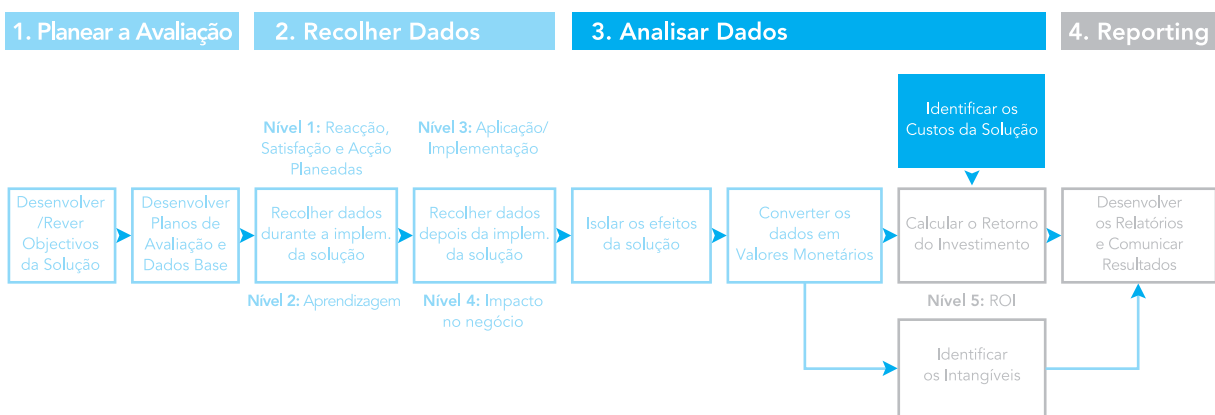 1. Planear a Avaliação
2. Recolher Dados
3. Analisar Dados
4. Reporting
Identificar os
Custos da Solução
Nível 1: Reacção,
Satisfação e Acção
Planeadas
Nível 3: Aplicação/
Implementação
Desenvolver
/Rever
Objectivos
da Solução
Desenvolver
Planos de
Avaliação e
Dados Base
Recolher dados
durante a implem.
da solução
Recolher dados
depois da implem.
da solução
Isolar os efeitos
da solução
Converter os
dados em
Valores Monetários
Calcular o Retorno
do Investimento
Desenvolver
os Relatórios
e Comunicar
Resultados
Nível 2: Aprendizagem
Nível 4: Impacto
no negócio
Nível 5: ROI
Identificar
os Intangíveis